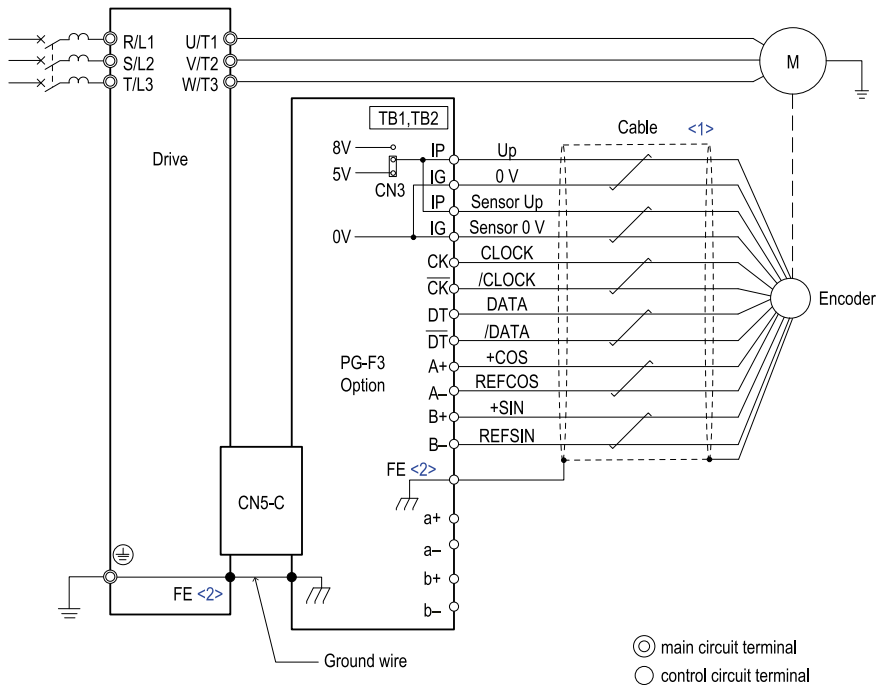 R/L1 U/T1
S/L2 V/T2
T/L3 W/T3
M
Drive
TB1,TB2
Cable <1>
8V
5V
CN3
0V
IP Up
IG 0 V
IP Sensor Up
IG Sensor 0 V
CK CLOCK
C̅K̅ /CLOCK
DT DATA
D̅T̅ /DATA
A+ +COS
A– REFCOS
B+ +SIN
B– REFSIN
Encoder
PG-F3
Option
FE <2>
CN5-C
a+
a–
b+
b–
FE <2>
Ground wire
main circuit terminal
control circuit terminal